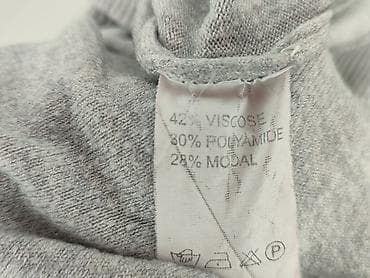 42% VISCOSE
30% POLYAMIDE
28% MODAL
P